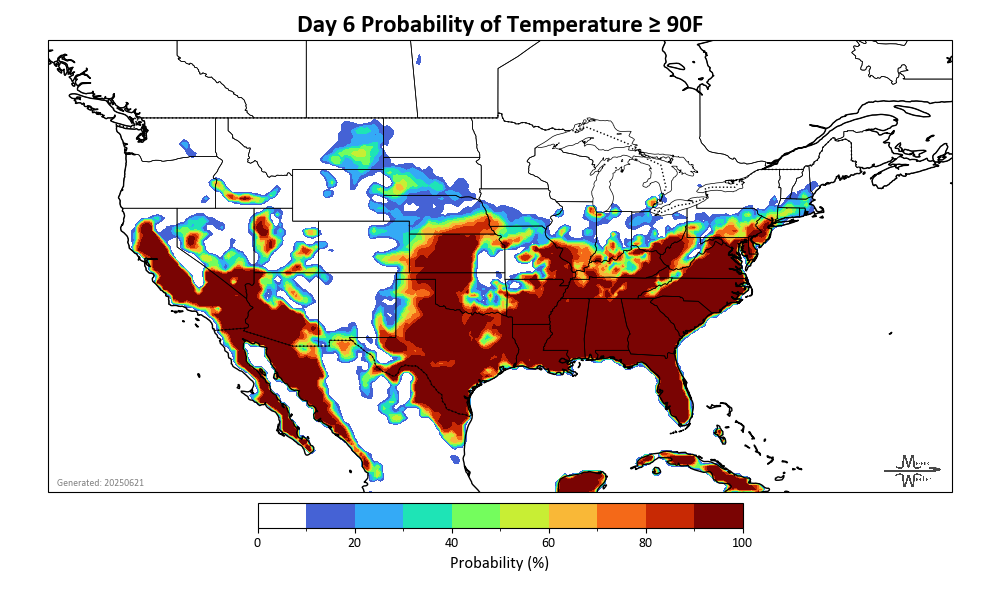 Day 6 Probability of Temperature ≥ 90F
Generated: 20250621
M
W
0 20 40 60 80 100
Probability (%)